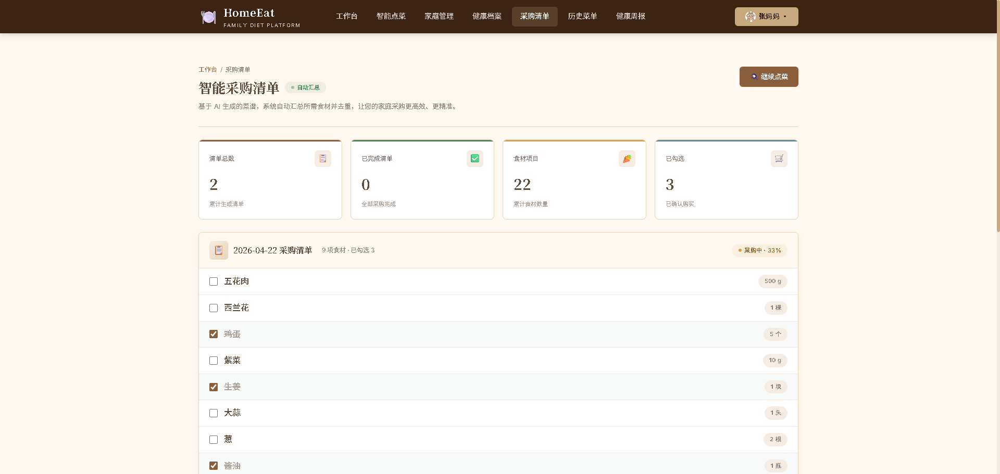 HomeEat
FAMILY DIET PLATFORM
工作台
智能点菜
家庭管理
健康档案
采购清单
历史菜单
健康周报
张妈妈
工作台 / 采购清单
智能采购清单
自动汇总
继续点菜
基于 AI 生成的菜谱，系统自动汇总所需食材并去重，让您的家庭采购更高效、更精准。
清单总数
2
累计生成清单
已完成清单
0
全部采购完成
食材项目
22
累计食材数量
已勾选
3
已确认购买
2026-04-22 采购清单
9 项食材 · 已勾选 3
采购中 · 33%
五花肉
500 g
西兰花
1 棵
鸡蛋
5 个
紫菜
10 g
生姜
1 块
大蒜
1 头
葱
2 根
酱油
1 瓶